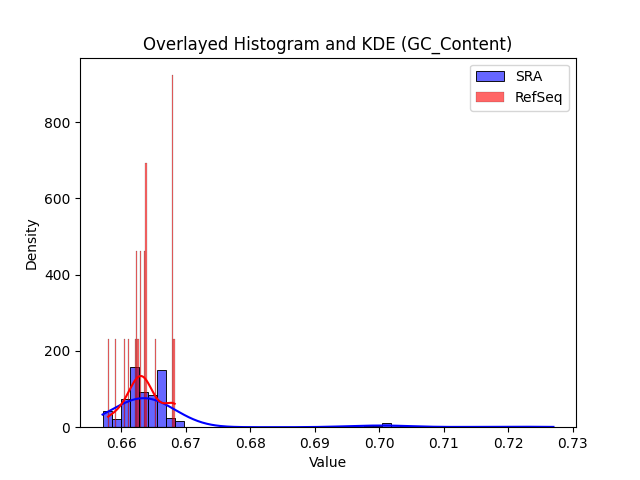 Overlayed Histogram and KDE (GC_Content)
SRA
RefSeq
800
600
400
200
0
Density
0.66
0.67
0.68
0.69
0.70
0.71
0.72
0.73
Value